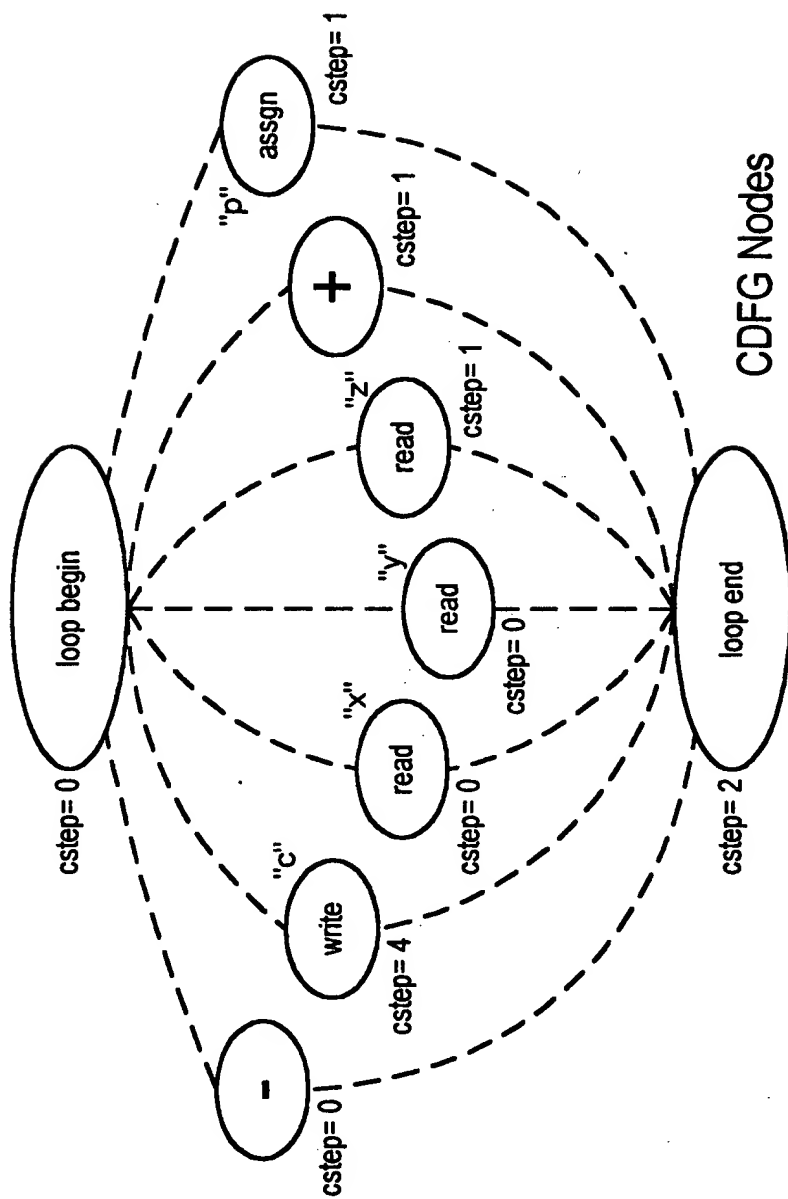 loop begin
cstep= 0
-
cstep= 0
"c"
write
cstep= 4
"x"
read
cstep= 0
"y"
read
cstep= 0
"z"
read
cstep= 1
+
cstep= 1
"p"
assgn
cstep= 1
loop end
cstep= 2
CDFG Nodes